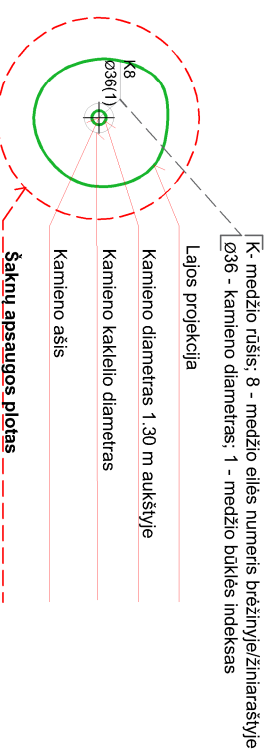 K- medžio rūšis; 8 - medžio eilės numeris brėžinyje/žiniaraštyje
ø36 - kamieno diametras; 1 - medžio būklės indeksas
K8
ø36(1)
Lajos projekcija
Kamieno diametras 1.30 m aukštyje
Kamieno kaklelio diametras
Kamieno ašis
Šaknų apsaugos plotas